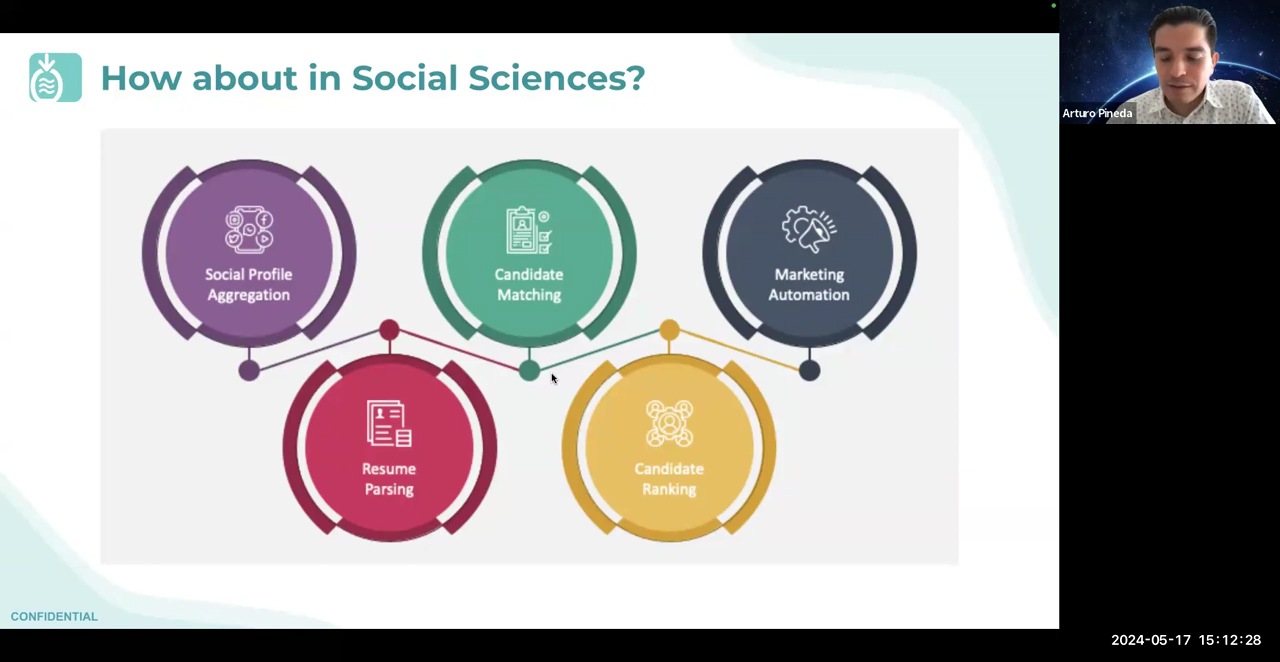 How about in Social Sciences?
Arturo Pineda
Social Profile
Aggregation
Candidate
Matching
Marketing
Automation
Resume
Parsing
Candidate
Ranking
CONFIDENTIAL
2024-05-17 15:12:28